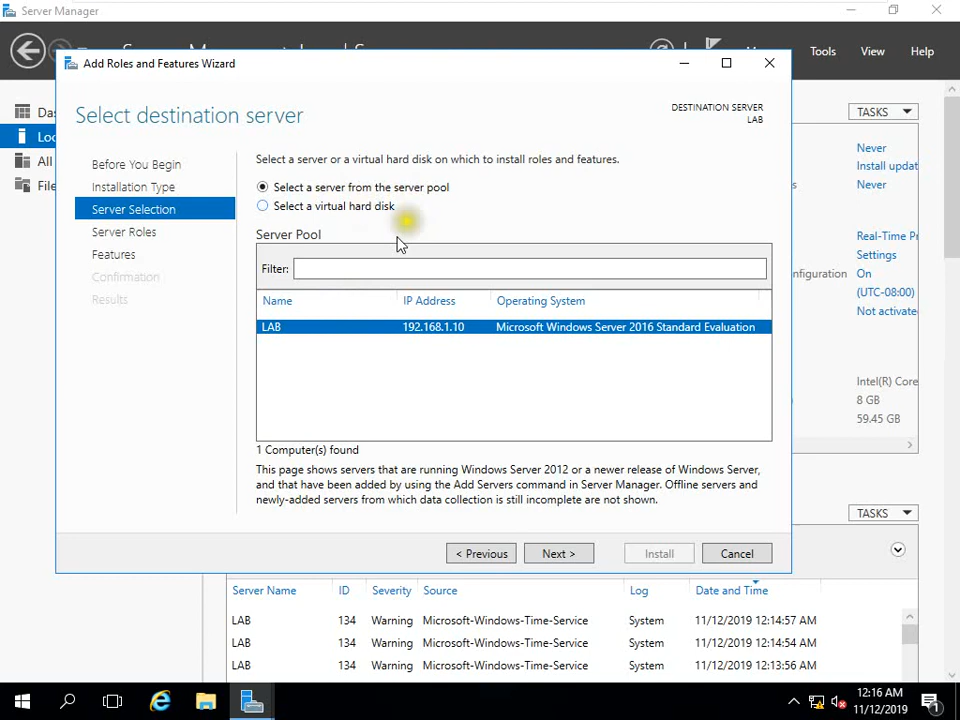 Server Manager
Tools View Help
Add Roles and Features Wizard
Select destination server
DESTINATION SERVER
LAB
Before You Begin
Installation Type
Server Selection
Server Roles
Features
Confirmation
Results
Select a server or a virtual hard disk on which to install roles and features.
Select a server from the server pool
Select a virtual hard disk
Server Pool
Filter:
Name IP Address Operating System
LAB 192.168.1.10 Microsoft Windows Server 2016 Standard Evaluation
1 Computer(s) found
This page shows servers that are running Windows Server 2012 or a newer release of Windows Server,
and that have been added by using the Add Servers command in Server Manager. Offline servers and
newly-added servers from which data collection is still incomplete are not shown.
< Previous Next > Install Cancel
Das
Loc
All
File
TASKS
Never
Install updat
Never
Real-Time Pr
Settings
nfiguration On
(UTC-08:00)
Not activate
Intel(R) Core
8 GB
59.45 GB
TASKS
Server Name ID Severity Source Log Date and Time
LAB 134 Warning Microsoft-Windows-Time-Service System 11/12/2019 12:14:57 AM
LAB 134 Warning Microsoft-Windows-Time-Service System 11/12/2019 12:14:54 AM
LAB 134 Warning Microsoft-Windows-Time-Service System 11/12/2019 12:13:56 AM
12:16 AM
11/12/2019
1